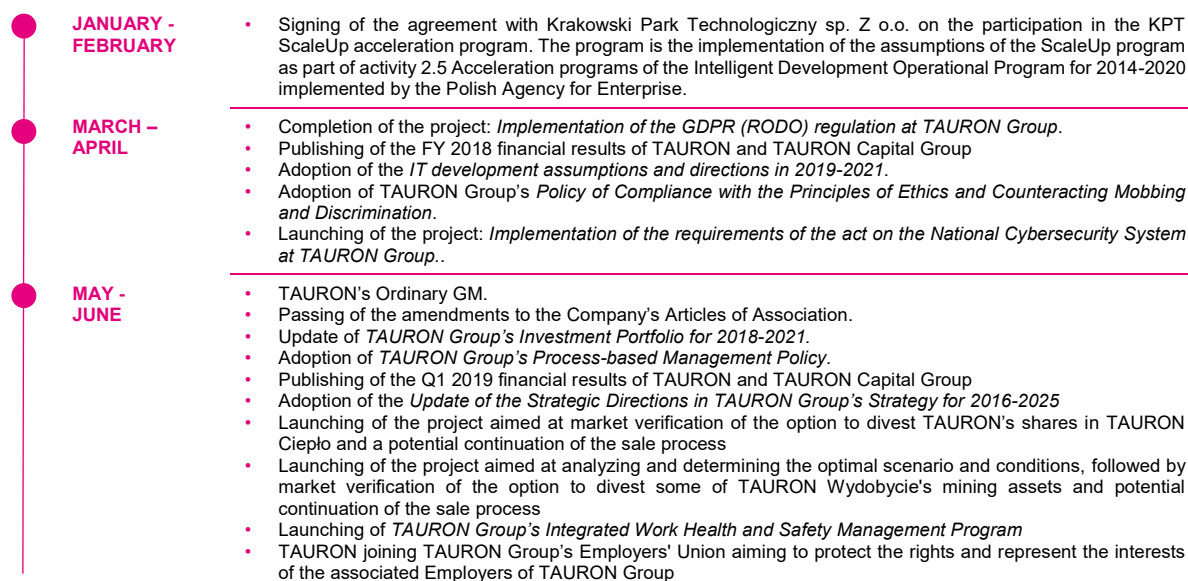 JANUARY -
FEBRUARY
• Signing of the agreement with Krakowski Park Technologiczny sp. Z o.o. on the participation in the KPT
ScaleUp acceleration program. The program is the implementation of the assumptions of the ScaleUp program
as part of activity 2.5 Acceleration programs of the Intelligent Development Operational Program for 2014-2020
implemented by the Polish Agency for Enterprise.
MARCH –
APRIL
• Completion of the project: Implementation of the GDPR (RODO) regulation at TAURON Group.
• Publishing of the FY 2018 financial results of TAURON and TAURON Capital Group
• Adoption of the IT development assumptions and directions in 2019-2021.
• Adoption of TAURON Group's Policy of Compliance with the Principles of Ethics and Counteracting Mobbing
and Discrimination.
• Launching of the project: Implementation of the requirements of the act on the National Cybersecurity System
at TAURON Group..
MAY -
JUNE
• TAURON's Ordinary GM.
• Passing of the amendments to the Company's Articles of Association.
• Update of TAURON Group's Investment Portfolio for 2018-2021.
• Adoption of TAURON Group's Process-based Management Policy.
• Publishing of the Q1 2019 financial results of TAURON and TAURON Capital Group
• Adoption of the Update of the Strategic Directions in TAURON Group's Strategy for 2016-2025
• Launching of the project aimed at market verification of the option to divest TAURON's shares in TAURON
Ciepło and a potential continuation of the sale process
• Launching of the project aimed at analyzing and determining the optimal scenario and conditions, followed by
market verification of the option to divest some of TAURON Wydobycie's mining assets and potential
continuation of the sale process
• Launching of TAURON Group's Integrated Work Health and Safety Management Program
• TAURON joining TAURON Group's Employers' Union aiming to protect the rights and represent the interests
of the associated Employers of TAURON Group